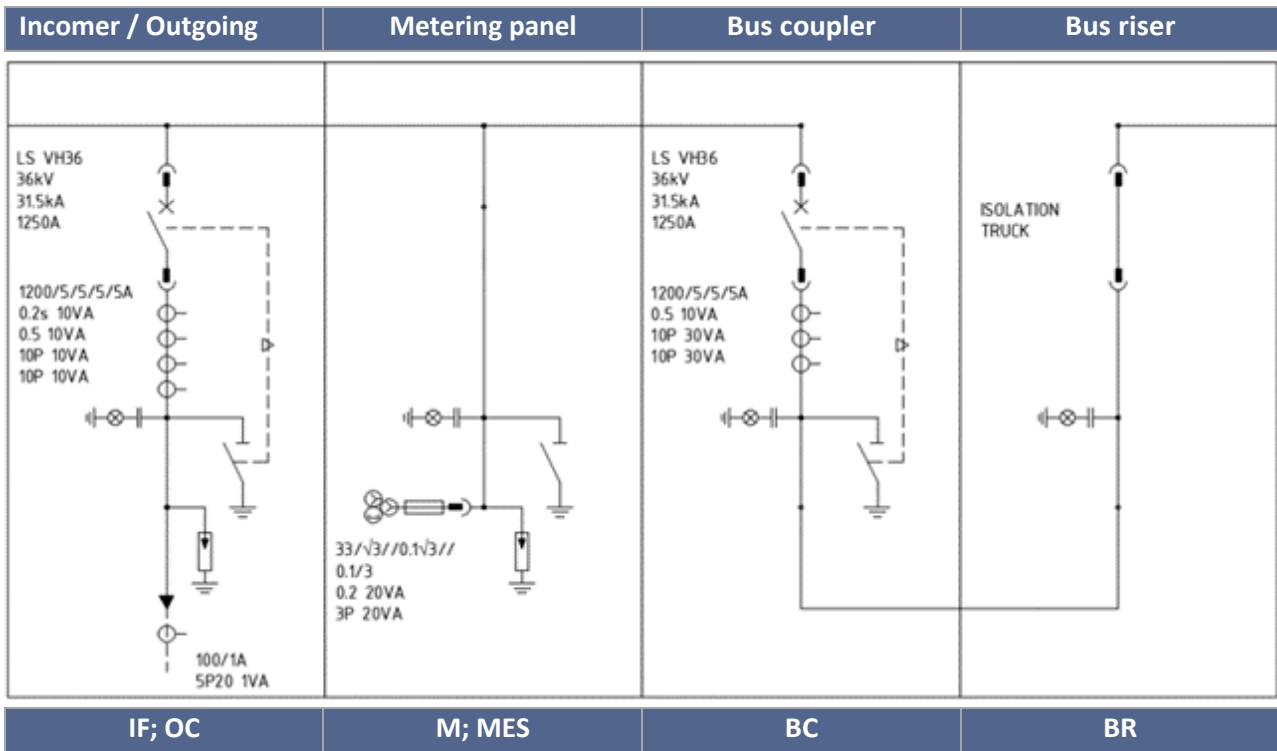 Incomer / Outgoing
Metering panel
Bus coupler
Bus riser
LS VH36
36kV
31.5kA
1250A
1200/5/5/5/5A
0.2s 10VA
0.5 10VA
10P 10VA
10P 10VA
100/1A
5P20 1VA
33/√3//0.1√3//
0.1/3
0.2 20VA
3P 20VA
LS VH36
36kV
31.5kA
1250A
1200/5/5/5A
0.5 10VA
10P 30VA
10P 30VA
ISOLATION
TRUCK
IF; OC
M; MES
BC
BR